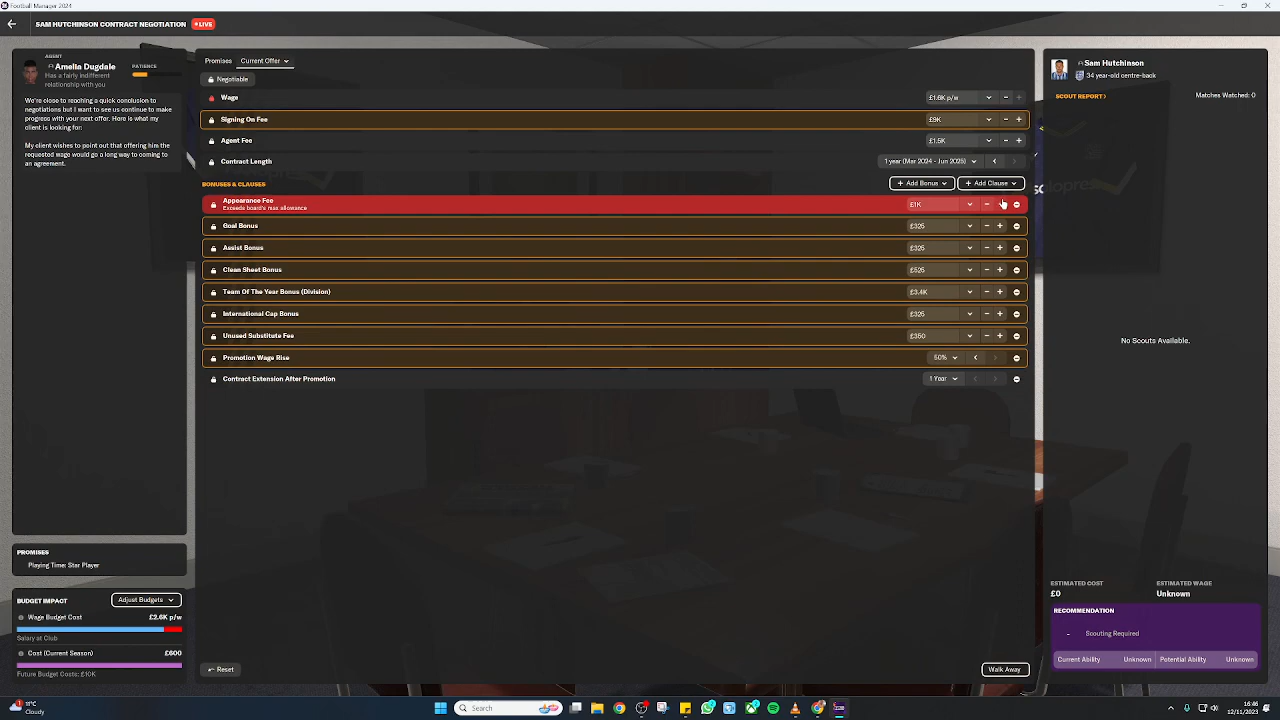 Football Manager 2024
SAM HUTCHINSON CONTRACT NEGOTIATION
LIVE
AGENT
Amelia Dugdale
Has a fairly indifferent
relationship with you
PATIENCE
We're close to reaching a quick conclusion to
negotiations but I want to see us continue to make
progress with your next offer. Here is what my
client is looking for:
My client wishes to point out that offering him the
requested wage would go a long way to coming to
an agreement.
Promises
Current Offer
Negotiable
Wage
£1.6K p/w
Signing On Fee
£9K
Agent Fee
£1.5K
Contract Length
1 year (Mar 2024 - Jun 2025)
BONUSES & CLAUSES
+ Add Bonus
+ Add Clause
Appearance Fee
Exceeds board's max allowance
£1K
Goal Bonus
£325
Assist Bonus
£325
Clean Sheet Bonus
£525
Team Of The Year Bonus (Division)
£3.4K
International Cap Bonus
£325
Unused Substitute Fee
£350
Promotion Wage Rise
50%
Contract Extension After Promotion
1 Year
Sam Hutchinson
34 year-old centre-back
SCOUT REPORT
Matches Watched: 0
No Scouts Available.
ESTIMATED COST
£0
ESTIMATED WAGE
Unknown
RECOMMENDATION
- Scouting Required
Current Ability Unknown
Potential Ability Unknown
PROMISES
Playing Time: Star Player
BUDGET IMPACT
Adjust Budgets
Wage Budget Cost
£2.6K p/w
Salary at Club
Cost (Current Season)
£600
Future Budget Costs: £10K
Reset
Walk Away
1
11°C
Cloudy
Search
16:46
12/11/2023